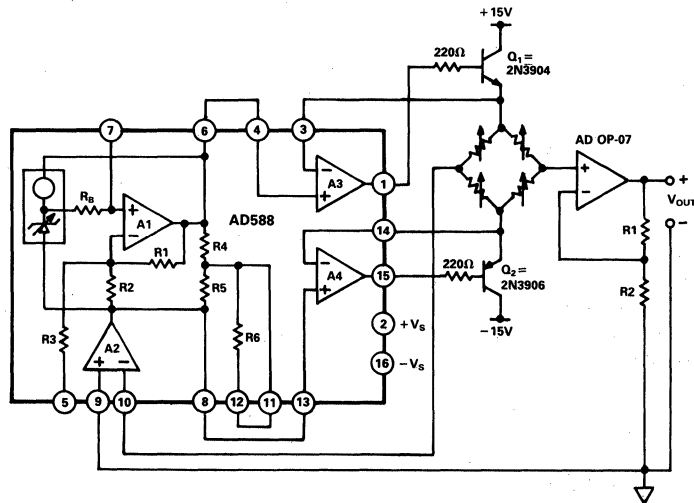 +15V
220Ω
Q1 =
2N3904
7
6
4
3
AD OP-07
RB
+
A1
−
R1
R2
R3
A2
+
−
AD588
R4
R5
R6
−
A3
+
1
14
−
A4
+
15
2
+VS
16
−VS
+
−
+
VOUT
−
R1
R2
220Ω
Q2 =
2N3906
−15V
5
9
10
8
12
11
13